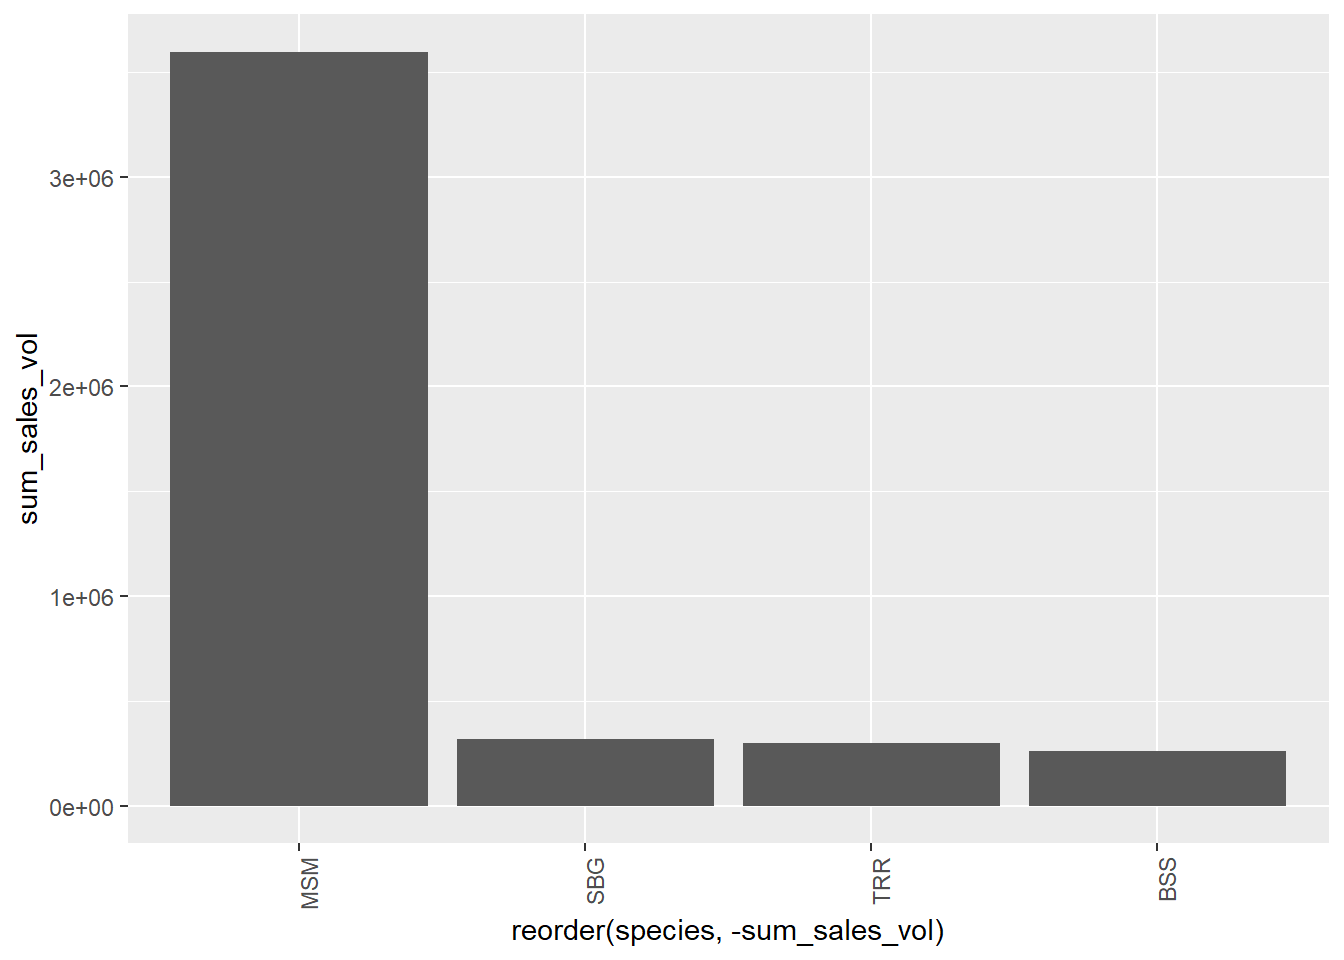 sum_sales_vol
3e+06
2e+06
1e+06
0e+00
MSM
SBG
TRR
BSS
reorder(species, -sum_sales_vol)